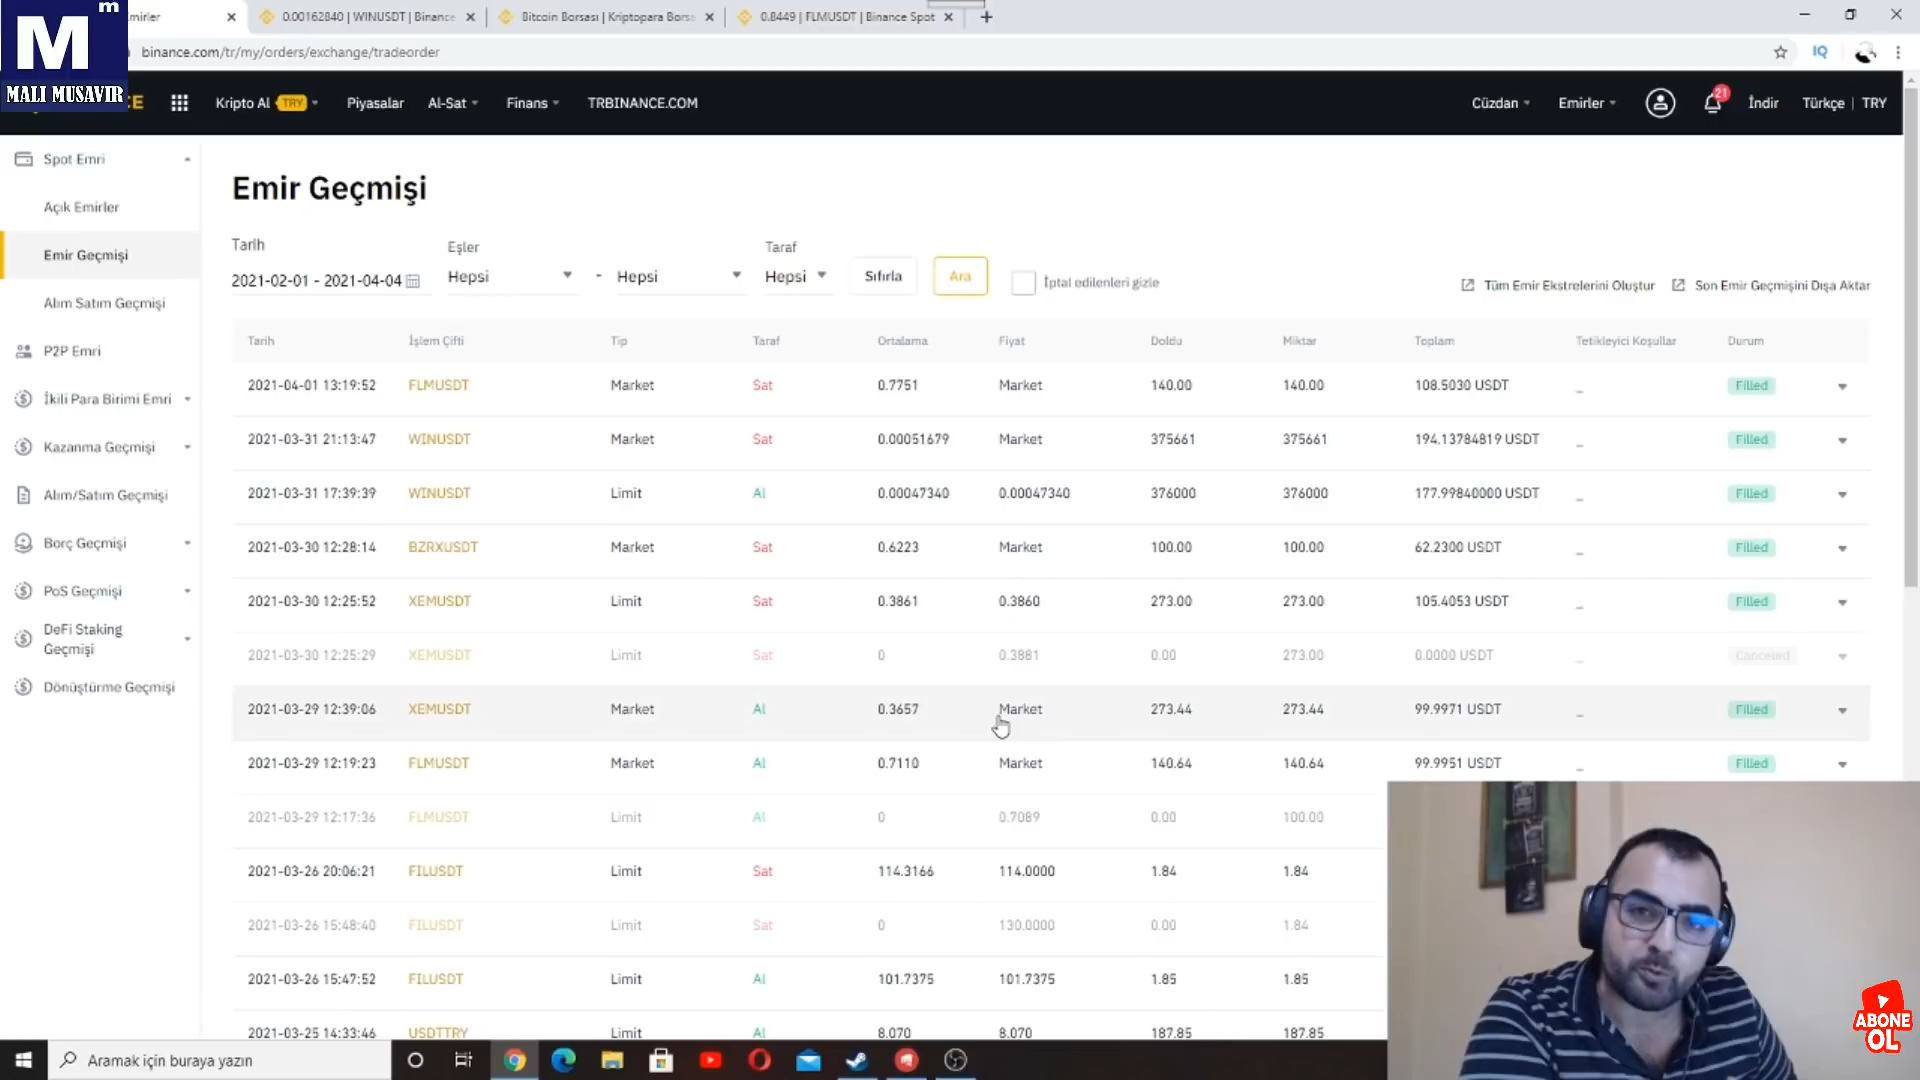 m
M
MALI MUSAVIR
0.00162840 | WINUSDT | Binance
Bitcoin Borsası | Kriptopara Bors
0.8449 | FLMUSDT | Binance Spot
binance.com/tr/my/orders/exchange/tradeorder
IQ
CE
Kripto Al TRY
Piyasalar
Al-Sat
Finans
TRBINANCE.COM
Cüzdan
Emirler
21
İndir
Türkçe | TRY
Spot Emri
Açık Emirler
Emir Geçmişi
Alım Satım Geçmişi
P2P Emri
İkili Para Birimi Emri
Kazanma Geçmişi
Alım/Satım Geçmişi
Borç Geçmişi
PoS Geçmişi
DeFi Staking
Geçmişi
Dönüştürme Geçmişi
Emir Geçmişi
Tarih
Eşler
Taraf
2021-02-01 - 2021-04-04
Hepsi - Hepsi
Hepsi
Sıfırla
Ara
İptal edilenleri gizle
Tüm Emir Ekstrelerini Oluştur
Son Emir Geçmişini Dışa Aktar
Tarih İşlem Çifti Tip Taraf Ortalama Fiyat Doldu Miktar Toplam Tetikleyici Koşullar Durum
2021-04-01 13:19:52 FLMUSDT Market Sat 0.7751 Market 140.00 140.00 108.5030 USDT _ Filled
2021-03-31 21:13:47 WINUSDT Market Sat 0.00051679 Market 375661 375661 194.13784819 USDT _ Filled
2021-03-31 17:39:39 WINUSDT Limit Al 0.00047340 0.00047340 376000 376000 177.99840000 USDT _ Filled
2021-03-30 12:28:14 BZRXUSDT Market Sat 0.6223 Market 100.00 100.00 62.2300 USDT _ Filled
2021-03-30 12:25:52 XEMUSDT Limit Sat 0.3861 0.3860 273.00 273.00 105.4053 USDT _ Filled
2021-03-30 12:25:29 XEMUSDT Limit Sat 0 0.3881 0.00 273.00 0.0000 USDT _ Canceled
2021-03-29 12:39:06 XEMUSDT Market Al 0.3657 Market 273.44 273.44 99.9971 USDT _ Filled
2021-03-29 12:19:23 FLMUSDT Market Al 0.7110 Market 140.64 140.64 99.9951 USDT _ Filled
2021-03-29 12:17:36 FLMUSDT Limit Al 0 0.7089 0.00 100.00
2021-03-26 20:06:21 FILUSDT Limit Sat 114.3166 114.0000 1.84 1.84
2021-03-26 15:48:40 FILUSDT Limit Sat 0 130.0000 0.00 1.84
2021-03-26 15:47:52 FILUSDT Limit Al 101.7375 101.7375 1.85 1.85
2021-03-25 14:33:46 USDTTRY Limit Al 8.070 8.070 187.85 187.85
ABONE
OL
Aramak için buraya yazın